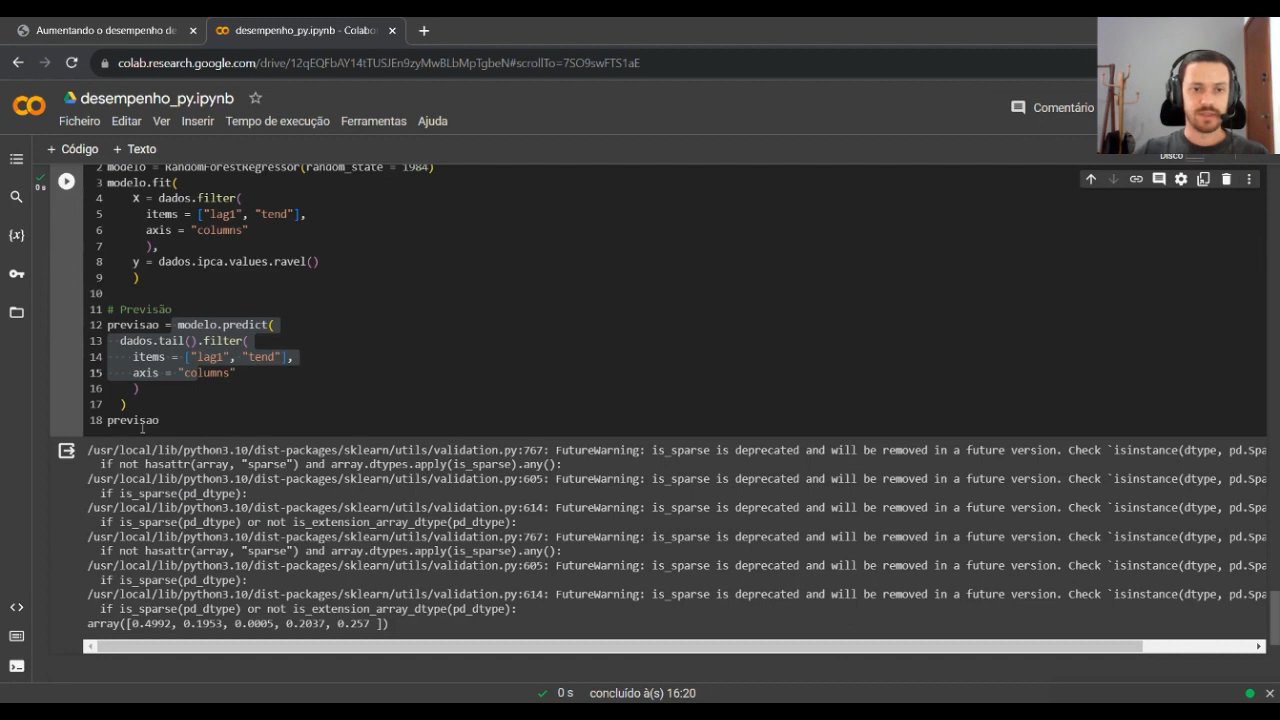 Aumentando o desempenho de
desempenho_py.ipynb - Colabo
colab.research.google.com/drive/12qEQFbAY14tTUSJEn9zyMwBLbMpTgbeN#scrollTo=7SO9swFTS1aE
desempenho_py.ipynb
Comentário
Ficheiro Editar Ver Inserir Tempo de execução Ferramentas Ajuda
+ Código + Texto
Disco
2 modelo = RandomForestRegressor(random_state = 1984)
0 s
3 modelo.fit(
4 X = dados.filter(
5 items = ["lag1", "tend"],
6 axis = "columns"
7 ),
8 y = dados.ipca.values.ravel()
9 )
10
11 # Previsão
12 previsao = modelo.predict(
13 dados.tail().filter(
14 items = ["lag1", "tend"],
15 axis = "columns"
16 )
17 )
18 previsao
/usr/local/lib/python3.10/dist-packages/sklearn/utils/validation.py:767: FutureWarning: is_sparse is deprecated and will be removed in a future version. Check `isinstance(dtype, pd.Spa
if not hasattr(array, "sparse") and array.dtypes.apply(is_sparse).any():
/usr/local/lib/python3.10/dist-packages/sklearn/utils/validation.py:605: FutureWarning: is_sparse is deprecated and will be removed in a future version. Check `isinstance(dtype, pd.Spa
if is_sparse(pd_dtype):
/usr/local/lib/python3.10/dist-packages/sklearn/utils/validation.py:614: FutureWarning: is_sparse is deprecated and will be removed in a future version. Check `isinstance(dtype, pd.Spa
if is_sparse(pd_dtype) or not is_extension_array_dtype(pd_dtype):
/usr/local/lib/python3.10/dist-packages/sklearn/utils/validation.py:767: FutureWarning: is_sparse is deprecated and will be removed in a future version. Check `isinstance(dtype, pd.Spa
if not hasattr(array, "sparse") and array.dtypes.apply(is_sparse).any():
/usr/local/lib/python3.10/dist-packages/sklearn/utils/validation.py:605: FutureWarning: is_sparse is deprecated and will be removed in a future version. Check `isinstance(dtype, pd.Spa
if is_sparse(pd_dtype):
/usr/local/lib/python3.10/dist-packages/sklearn/utils/validation.py:614: FutureWarning: is_sparse is deprecated and will be removed in a future version. Check `isinstance(dtype, pd.Spa
if is_sparse(pd_dtype) or not is_extension_array_dtype(pd_dtype):
array([0.4992, 0.1953, 0.0005, 0.2037, 0.257 ])
0 s concluído à(s) 16:20